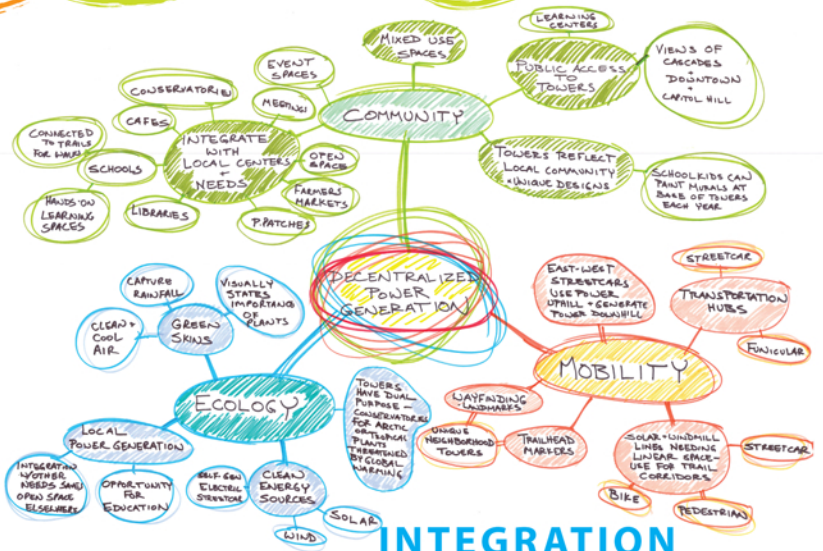 LEARNING
CENTERS
MIXED USE
SPACES
PUBLIC ACCESS
TO
TOWERS
VIEWS OF
CASCADES
+
DOWNTOWN
+
CAPITOL HILL
EVENT
SPACES
CONSERVATORIES
MEETING
COMMUNITY
CAFES
INTEGRATE
WITH
LOCAL CENTERS
+
NEEDS
CONNECTED
TO TRAILS
FOR WALK
SCHOOLS
OPEN
SPACE
HANDS-ON
LEARNING
SPACES
LIBRARIES
FARMERS
MARKETS
P.PATCHES
TOWERS REFLECT
LOCAL COMMUNITY
+ UNIQUE DESIGNS
SCHOOLKIDS CAN
PAINT MURALS AT
BASE OF TOWERS
EACH YEAR
DECENTRALIZED
POWER
GENERATION
CAPTURE
RAINFALL
VISUALLY
STATES
IMPORTANCE
OF
PLANTS
CLEAN +
COOL
AIR
GREEN
SKINS
ECOLOGY
TOWERS
HAVE DUAL
PURPOSE –
CONSERVATORIES
FOR ARCTIC
OR TROPICAL
PLANTS
THREATENED
BY GLOBAL
WARMING
LOCAL
POWER GENERATION
INTEGRATION
W/OTHER
NEEDS SAVES
OPEN SPACE
ELSEWHERE
OPPORTUNITY
FOR
EDUCATION
SELF-GEN
ELECTRIC
STREETCAR
CLEAN
ENERGY
SOURCES
WIND
SOLAR
EAST-WEST
STREETCARS
USE POWER
UPHILL + GENERATE
POWER DOWNHILL
STREETCAR
TRANSPORTATION
HUBS
FUNICULAR
MOBILITY
WAYFINDING
LANDMARKS
UNIQUE
NEIGHBORHOOD
TOWERS
TRAILHEAD
MARKERS
SOLAR + WINDMILL
LINES NEEDING
LINEAR SPACE –
USE FOR TRAIL
CORRIDORS
STREETCAR
BIKE
PEDESTRIAN
INTEGRATION